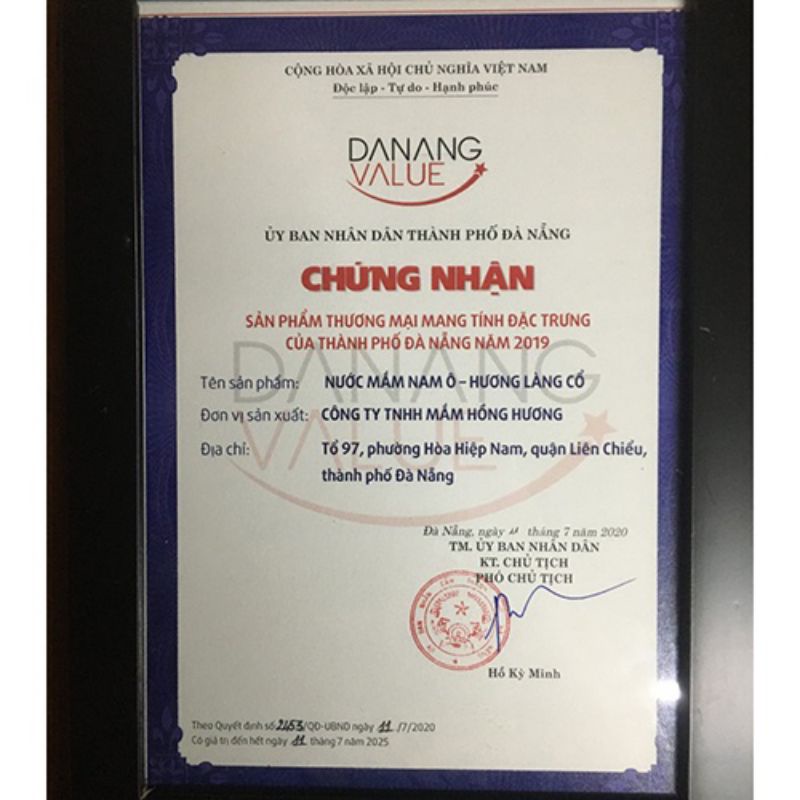 CỘNG HÒA XÃ HỘI CHỦ NGHĨA VIỆT NAM
Độc lập - Tự do - Hạnh phúc
DANANG
VALUE
ỦY BAN NHÂN DÂN THÀNH PHỐ ĐÀ NẴNG
CHỨNG NHẬN
SẢN PHẨM THƯƠNG MẠI MANG TÍNH ĐẶC TRƯNG
CỦA THÀNH PHỐ ĐÀ NẴNG NĂM 2019
DANANG
VALUE
Tên sản phẩm: NƯỚC MẮM NAM Ô – HƯƠNG LÀNG CỔ
Đơn vị sản xuất: CÔNG TY TNHH MẮM HỒNG HƯƠNG
Địa chỉ: Tổ 97, phường Hòa Hiệp Nam, quận Liên Chiểu,
thành phố Đà Nẵng
Đà Nẵng, ngày 11 tháng 7 năm 2020
TM. ỦY BAN NHÂN DÂN
KT. CHỦ TỊCH
PHÓ CHỦ TỊCH
Hồ Kỳ Minh
Theo Quyết định số 2453/QĐ-UBND ngày 11/7/2020
Có giá trị đến hết ngày 11 tháng 7 năm 2025